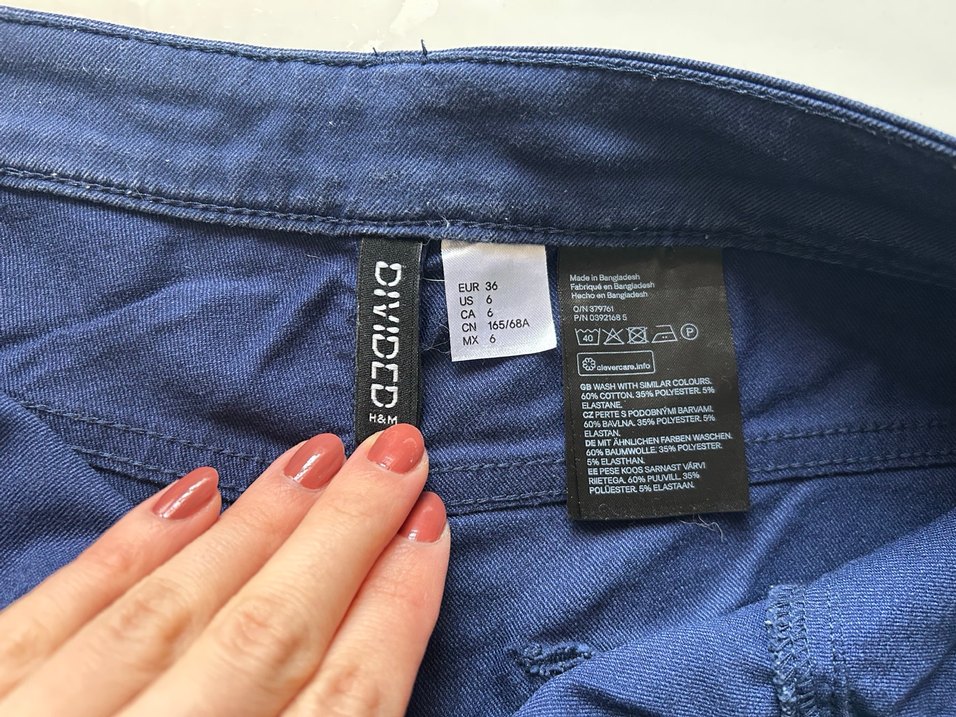 DIVIDED
H&M
EUR 36
US 6
CA 6
CN 165/68A
MX 6
Made in Bangladesh
Fabriqué en Bangladesh
Hecho en Bangladesh
O/N 379761
P/N 0392168 5
40 P
clevercare.info
GB WASH WITH SIMILAR COLOURS.
60% COTTON. 35% POLYESTER. 5%
ELASTANE.
CZ PERTE S PODOBNÝMI BARVAMI.
60% BAVLNA. 35% POLYESTER. 5%
ELASTAN.
DE MIT ÄHNLICHEN FARBEN WASCHEN.
60% BAUMWOLLE. 35% POLYESTER.
5% ELASTHAN.
EE PESE KOOS SARNAST VÄRVI
RIIETEGA. 60% PUUVILL. 35%
POLÜESTER. 5% ELASTAAN.